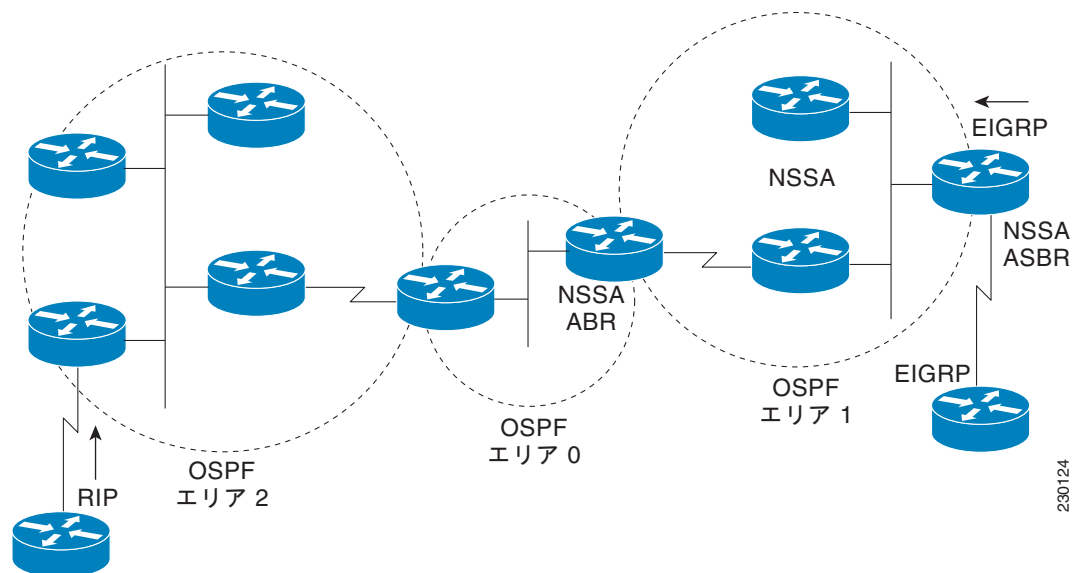 EIGRP
NSSA
NSSA
ASBR
NSSA
ABR
EIGRP
OSPF
エリア 1
OSPF
エリア 0
OSPF
エリア 2
RIP
230124